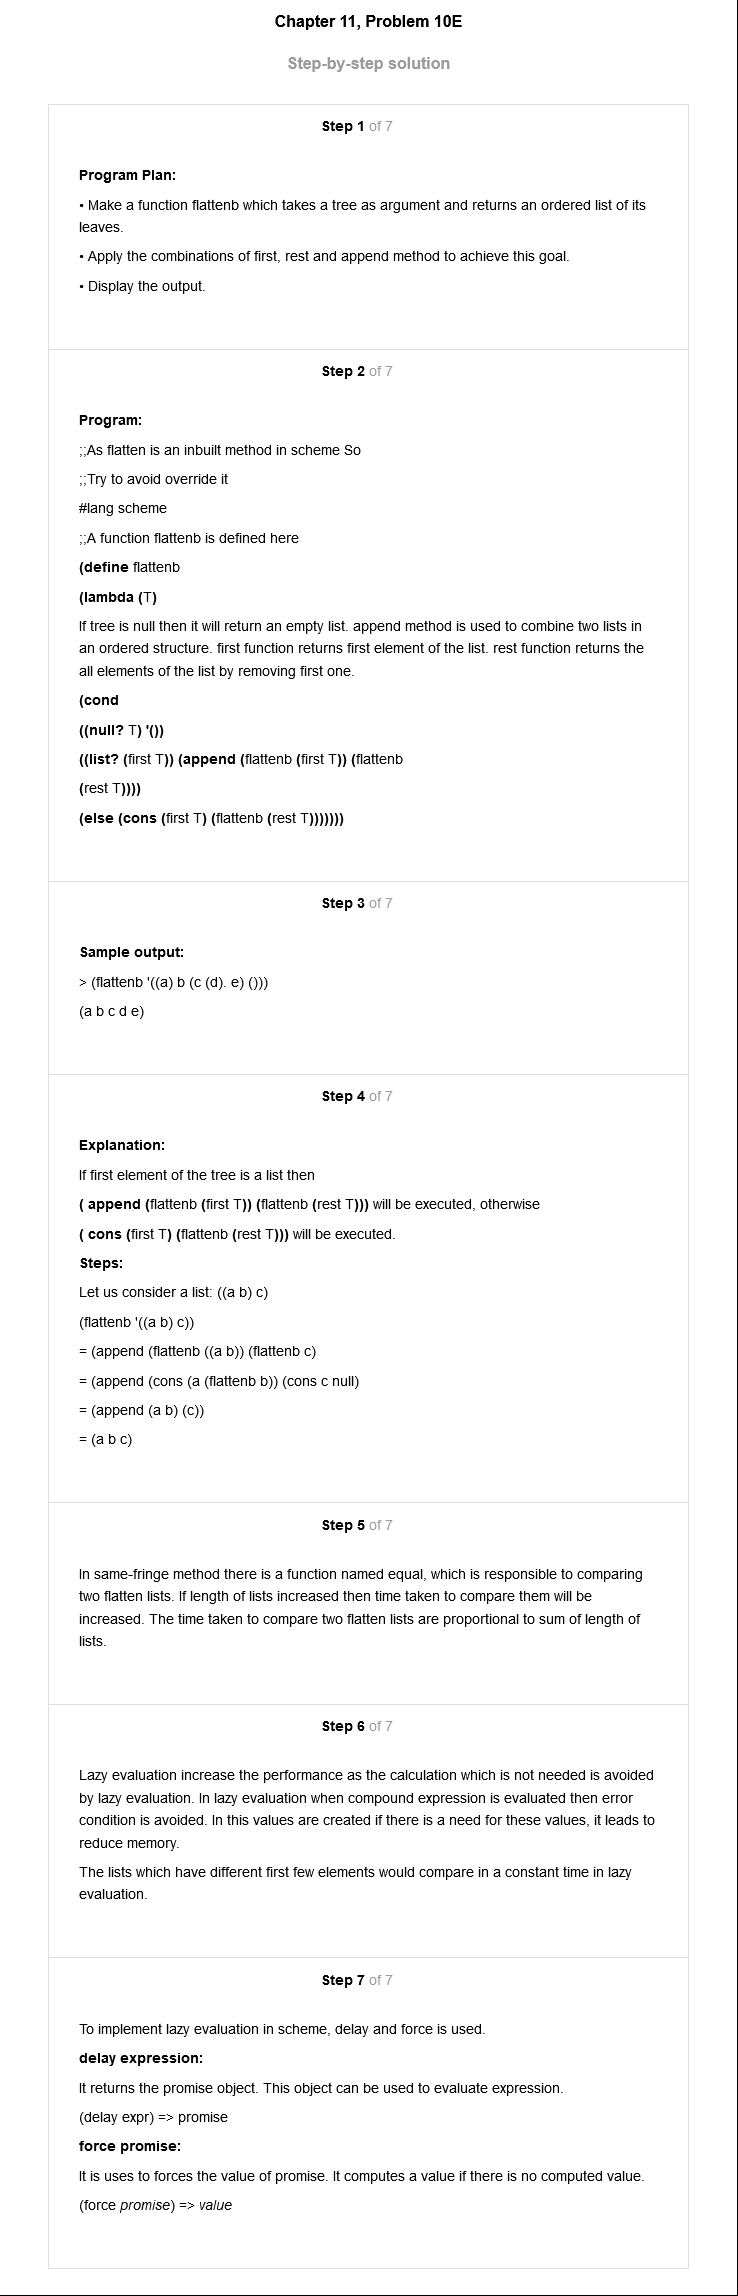 Chapter 11, Problem 10E
Step-by-step solution
Step 1 of 7
Program Plan:
• Make a function flattenb which takes a tree as argument and returns an ordered list of its
leaves.
• Apply the combinations of first, rest and append method to achieve this goal.
• Display the output.
Step 2 of 7
Program:
;;As flatten is an inbuilt method in scheme So
;;Try to avoid override it
#lang scheme
;;A function flattenb is defined here
(define flattenb
(lambda (T)
If tree is null then it will return an empty list. append method is used to combine two lists in
an ordered structure. first function returns first element of the list. rest function returns the
all elements of the list by removing first one.
(cond
((null? T) '())
((list? (first T)) (append (flattenb (first T)) (flattenb
(rest T))))
(else (cons (first T) (flattenb (rest T)))))))
Step 3 of 7
Sample output:
> (flattenb '((a) b (c (d). e) ()))
(a b c d e)
Step 4 of 7
Explanation:
If first element of the tree is a list then
( append (flattenb (first T)) (flattenb (rest T))) will be executed, otherwise
( cons (first T) (flattenb (rest T))) will be executed.
Steps:
Let us consider a list: ((a b) c)
(flattenb '((a b) c))
= (append (flattenb ((a b)) (flattenb c)
= (append (cons (a (flattenb b)) (cons c null)
= (append (a b) (c))
= (a b c)
Step 5 of 7
In same-fringe method there is a function named equal, which is responsible to comparing
two flatten lists. If length of lists increased then time taken to compare them will be
increased. The time taken to compare two flatten lists are proportional to sum of length of
lists.
Step 6 of 7
Lazy evaluation increase the performance as the calculation which is not needed is avoided
by lazy evaluation. In lazy evaluation when compound expression is evaluated then error
condition is avoided. In this values are created if there is a need for these values, it leads to
reduce memory.
The lists which have different first few elements would compare in a constant time in lazy
evaluation.
Step 7 of 7
To implement lazy evaluation in scheme, delay and force is used.
delay expression:
It returns the promise object. This object can be used to evaluate expression.
(delay expr) => promise
force promise:
It is uses to forces the value of promise. It computes a value if there is no computed value.
(force promise) => value